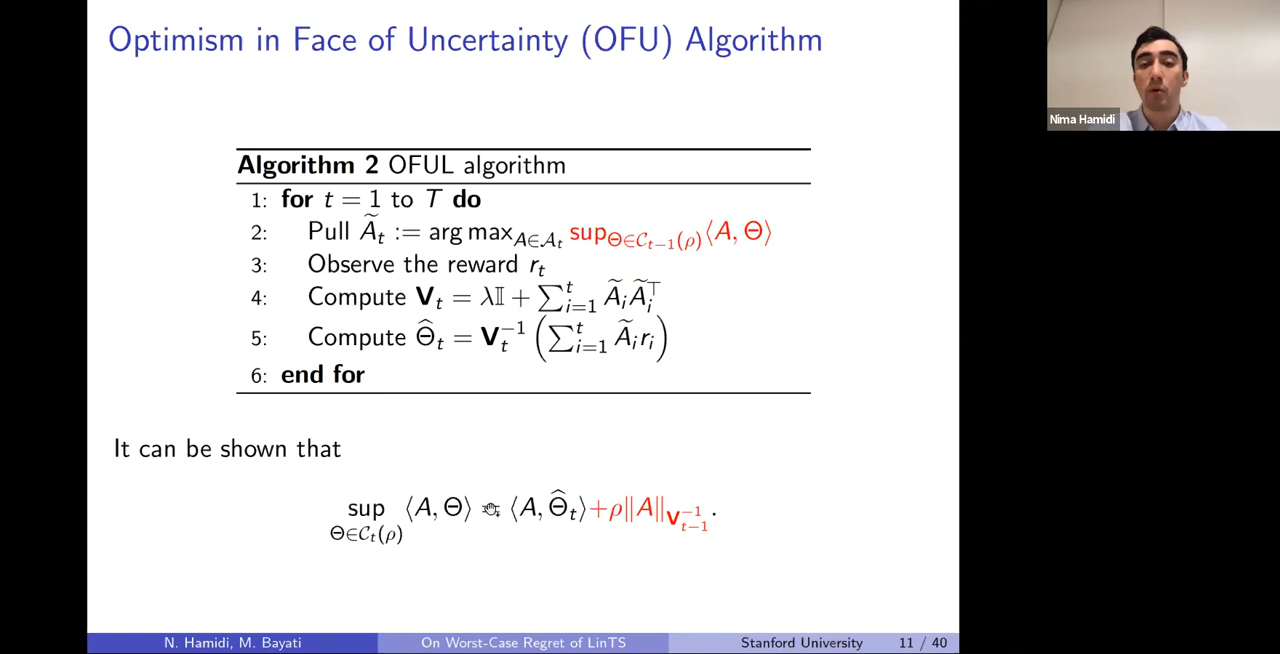 Optimism in Face of Uncertainty (OFU) Algorithm
Nima Hamidi
Algorithm 2 OFUL algorithm
1: for t = 1 to T do
2: Pull Ã_t := arg max_{A∈𝒜_t} sup_{Θ∈𝒞_{t−1}(ρ)}⟨A, Θ⟩
3: Observe the reward r_t
4: Compute V_t = λ𝕀 + ∑_{i=1}^{t} Ã_i Ã_i^⊤
5: Compute Θ̂_t = V_t^{−1} (∑_{i=1}^{t} Ã_i r_i)
6: end for
It can be shown that
sup_{Θ∈𝒞_t(ρ)} ⟨A, Θ⟩ ⟨A, Θ̂_t⟩+ρ‖A‖_{V_{t−1}^{−1}}.
N. Hamidi, M. Bayati On Worst-Case Regret of LinTS Stanford University 11 / 40